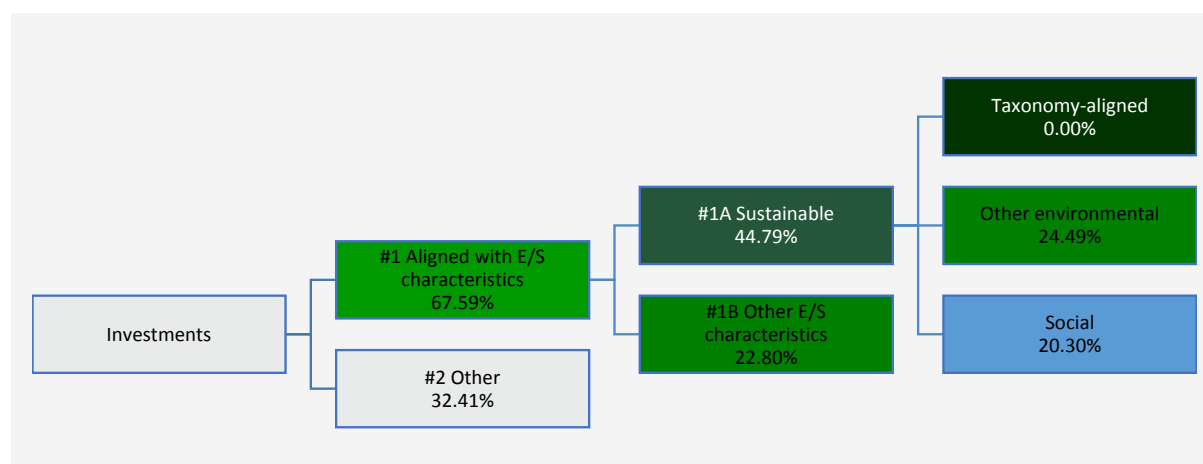 Investments
#1 Aligned with E/S
characteristics
67.59%
#2 Other
32.41%
#1A Sustainable
44.79%
#1B Other E/S
characteristics
22.80%
Taxonomy-aligned
0.00%
Other environmental
24.49%
Social
20.30%